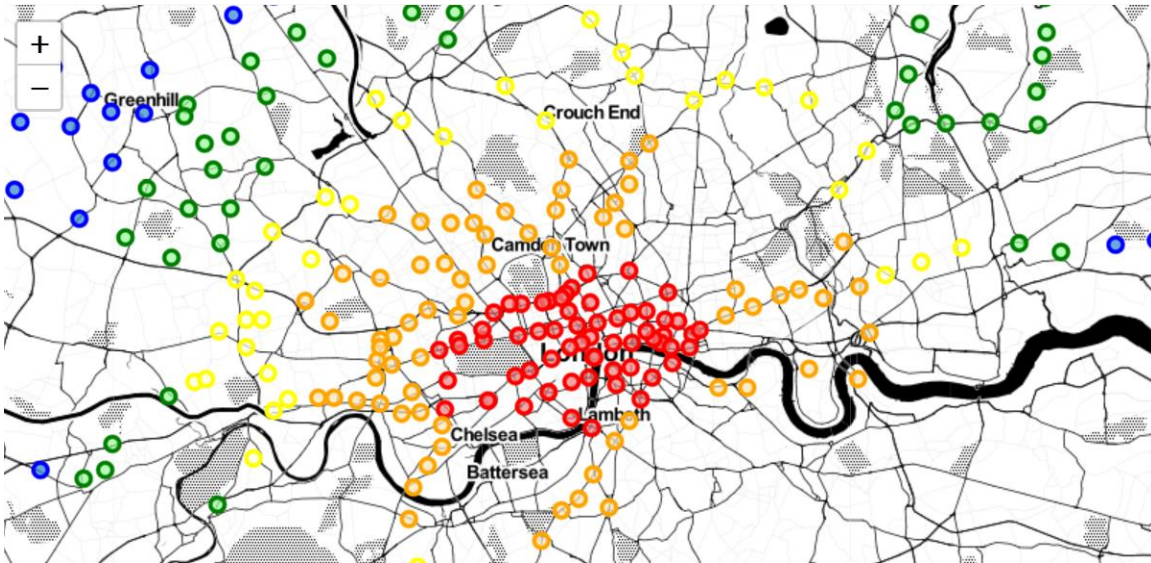 +
−
Greenhill
Crouch End
Camden Town
London
Lambeth
Chelsea
Battersea